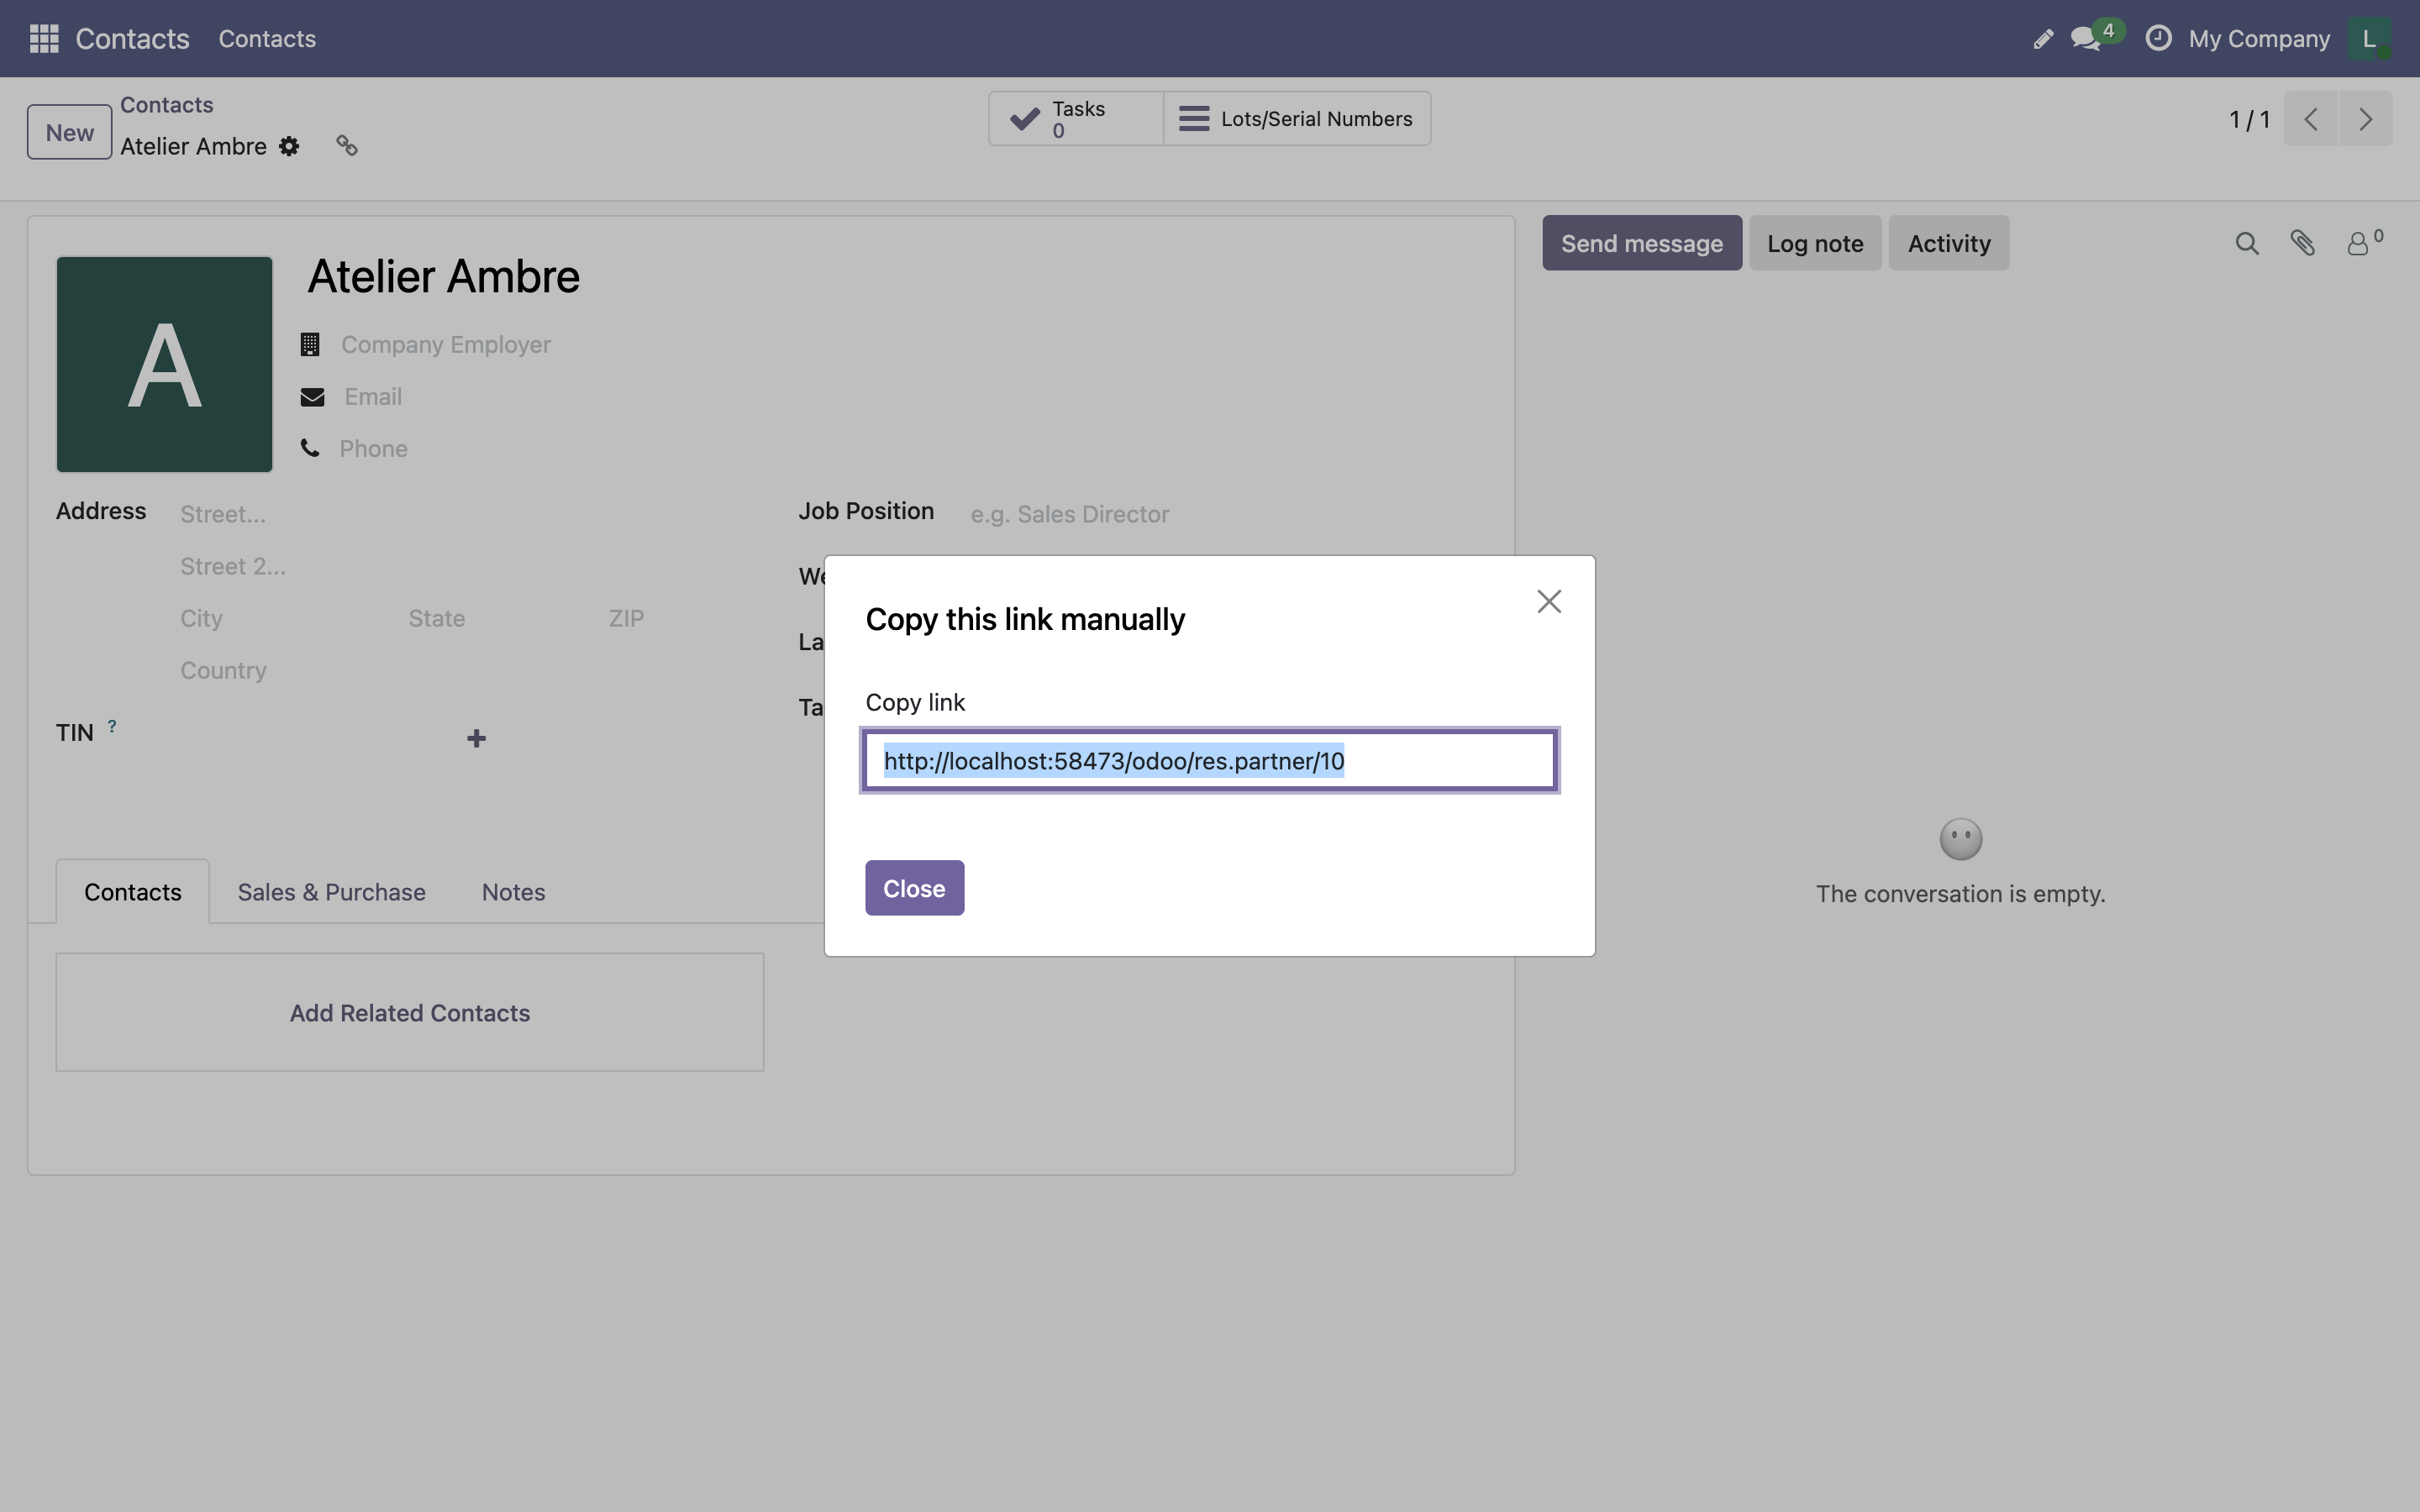 Contacts Contacts 4 My Company L
New Contacts
Atelier Ambre
Tasks
0
Lots/Serial Numbers
1 / 1
Send message Log note Activity 0
A
Atelier Ambre
Company Employer
Email
Phone
Address Street...
Street 2...
City State ZIP
Country
TIN ?
Job Position e.g. Sales Director
We
La
Ta
Copy this link manually
Copy link
http://localhost:58473/odoo/res.partner/10
Close
Contacts Sales & Purchase Notes
Add Related Contacts
The conversation is empty.